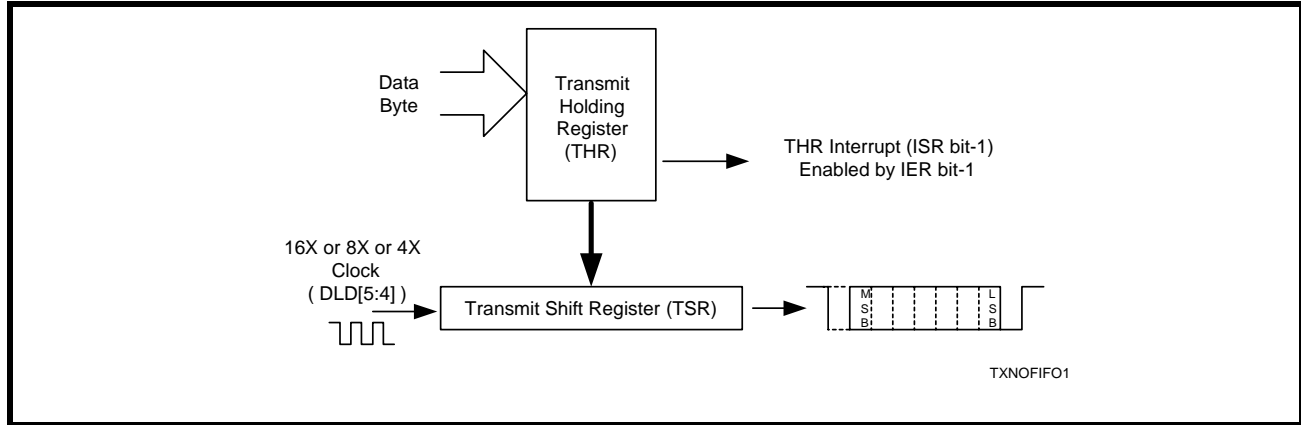 Data
Byte
Transmit
Holding
Register
(THR)
THR Interrupt (ISR bit-1)
Enabled by IER bit-1
16X or 8X or 4X
Clock
( DLD[5:4] )
Transmit Shift Register (TSR)
M
S
B
L
S
B
TXNOFIFO1